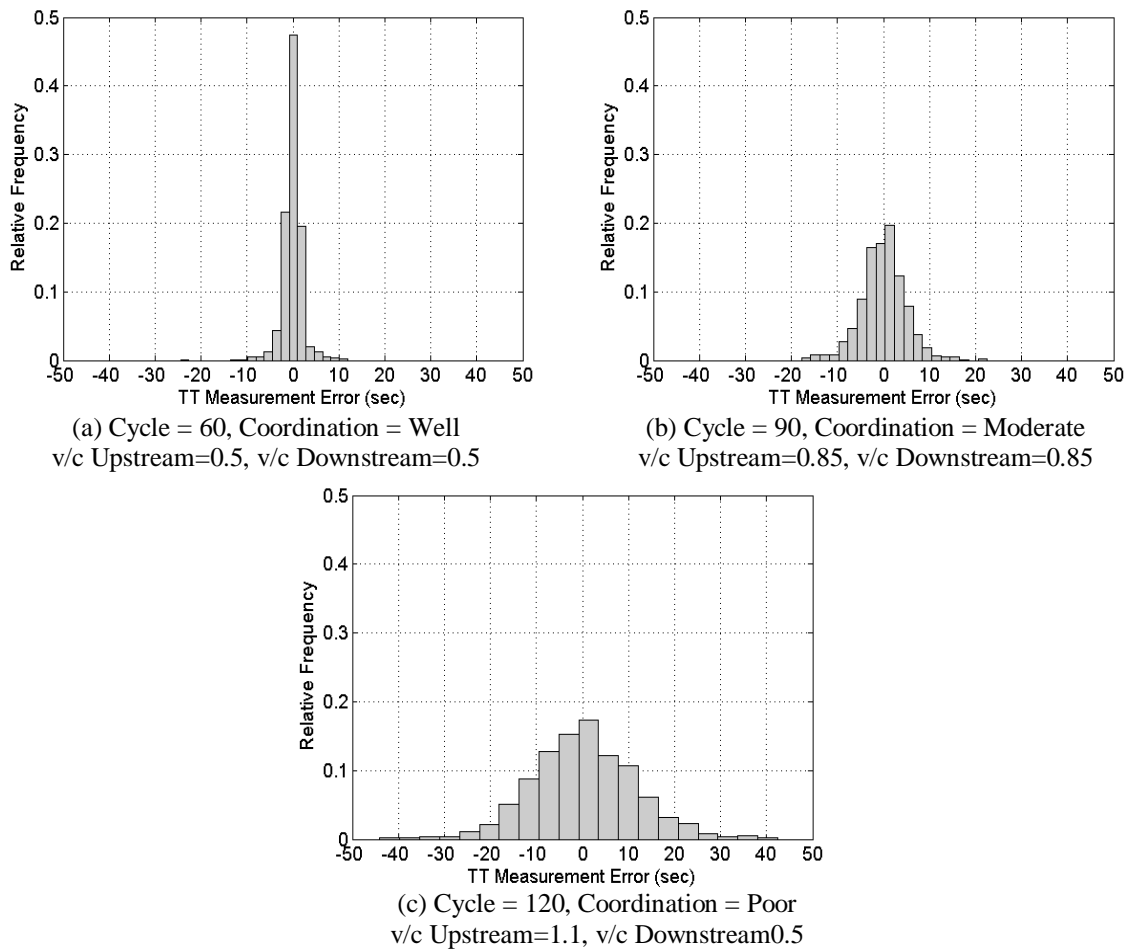 0.5
0.4
0.3
0.2
0.1
0
Relative Frequency
-50 -40 -30 -20 -10 0 10 20 30 40 50
TT Measurement Error (sec)
(a) Cycle = 60, Coordination = Well
v/c Upstream=0.5, v/c Downstream=0.5
0.5
0.4
0.3
0.2
0.1
0
Relative Frequency
-50 -40 -30 -20 -10 0 10 20 30 40 50
TT Measurement Error (sec)
(b) Cycle = 90, Coordination = Moderate
v/c Upstream=0.85, v/c Downstream=0.85
0.5
0.4
0.3
0.2
0.1
0
Relative Frequency
-50 -40 -30 -20 -10 0 10 20 30 40 50
TT Measurement Error (sec)
(c) Cycle = 120, Coordination = Poor
v/c Upstream=1.1, v/c Downstream0.5